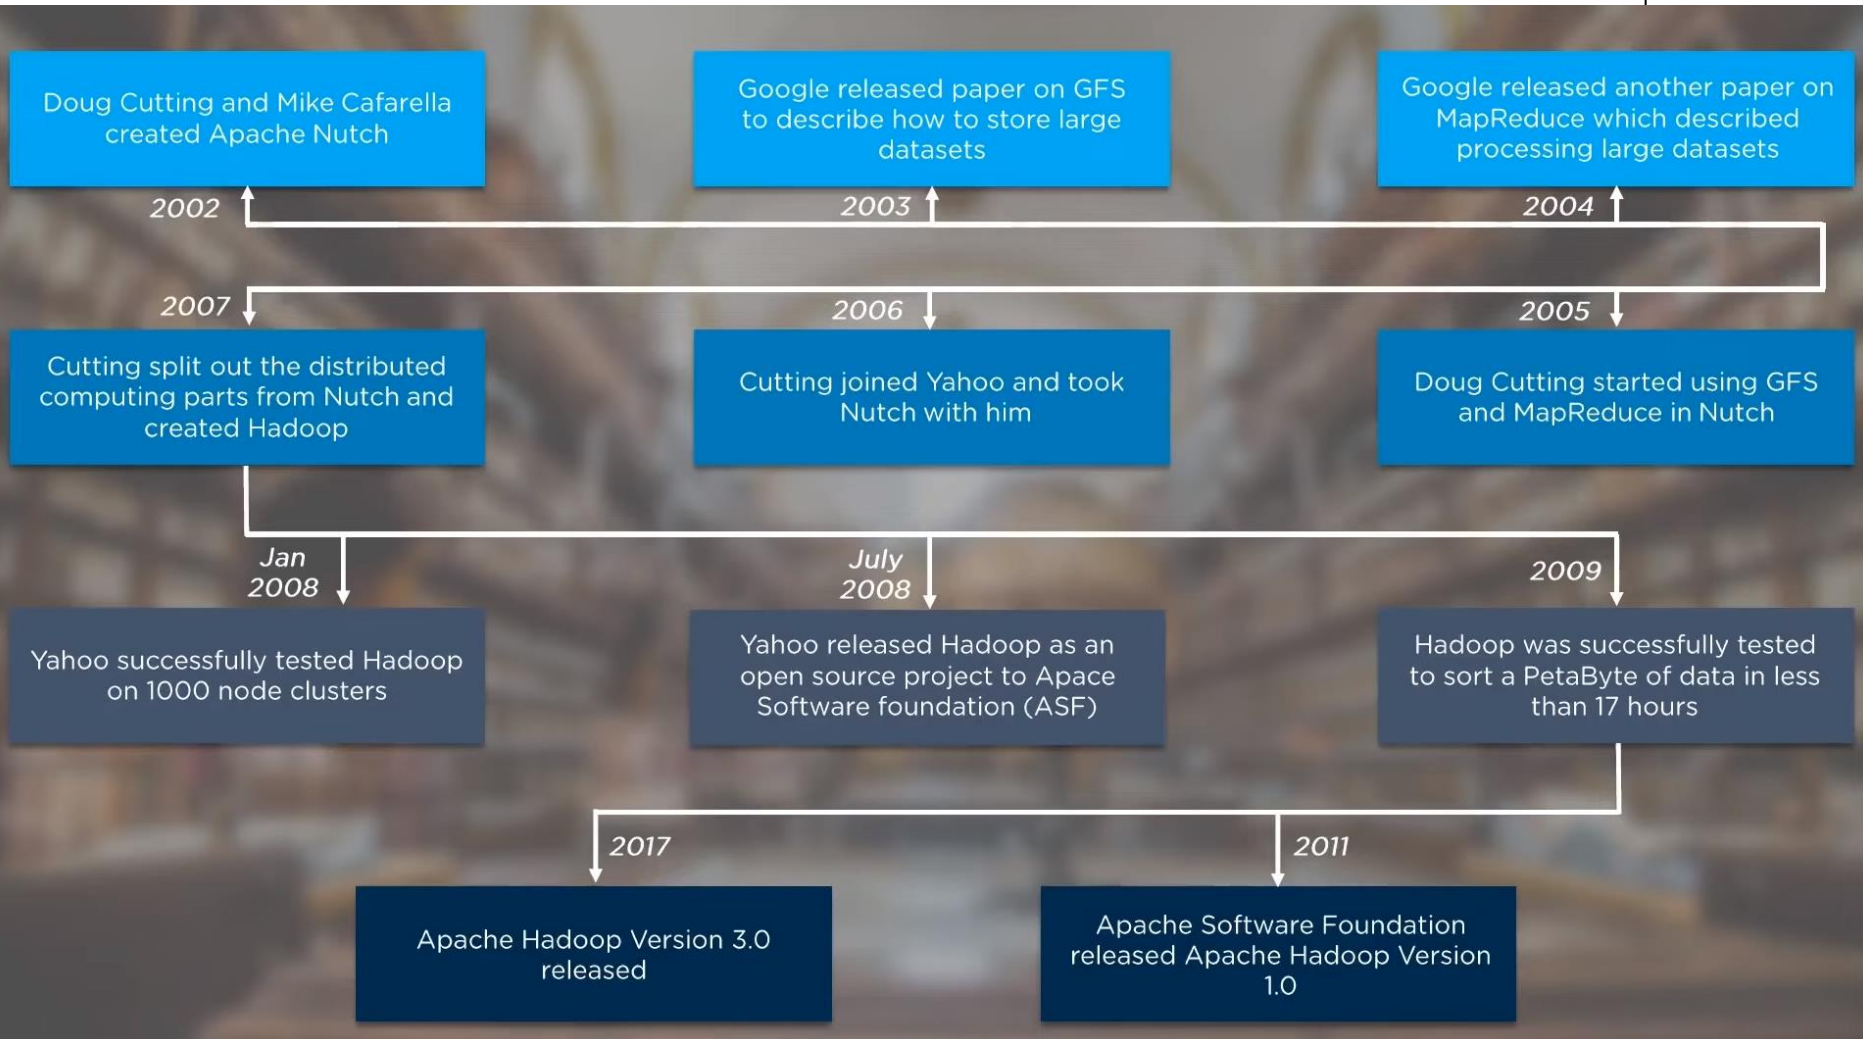 Doug Cutting and Mike Cafarella
created Apache Nutch
2002
Google released paper on GFS
to describe how to store large
datasets
2003
Google released another paper on
MapReduce which described
processing large datasets
2004
2005
Doug Cutting started using GFS
and MapReduce in Nutch
2006
Cutting joined Yahoo and took
Nutch with him
2007
Cutting split out the distributed
computing parts from Nutch and
created Hadoop
Jan
2008
Yahoo successfully tested Hadoop
on 1000 node clusters
July
2008
Yahoo released Hadoop as an
open source project to Apace
Software foundation (ASF)
2009
Hadoop was successfully tested
to sort a PetaByte of data in less
than 17 hours
2011
Apache Software Foundation
released Apache Hadoop Version
1.0
2017
Apache Hadoop Version 3.0
released